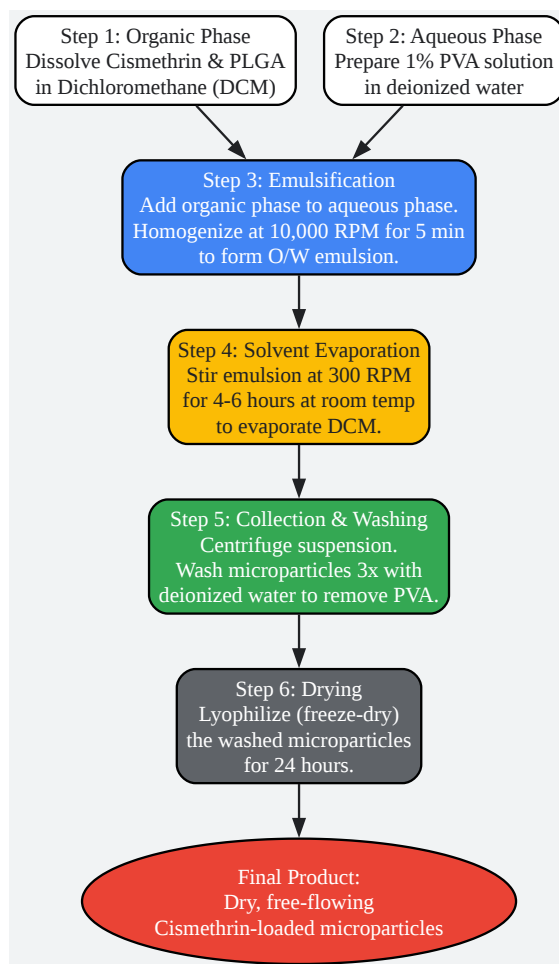 Step 1: Organic Phase
Dissolve Cismethrin & PLGA
in Dichloromethane (DCM)
Step 2: Aqueous Phase
Prepare 1% PVA solution
in deionized water
Step 3: Emulsification
Add organic phase to aqueous phase.
Homogenize at 10,000 RPM for 5 min
to form O/W emulsion.
Step 4: Solvent Evaporation
Stir emulsion at 300 RPM
for 4-6 hours at room temp
to evaporate DCM.
Step 5: Collection & Washing
Centrifuge suspension.
Wash microparticles 3x with
deionized water to remove PVA.
Step 6: Drying
Lyophilize (freeze-dry)
the washed microparticles
for 24 hours.
Final Product:
Dry, free-flowing
Cismethrin-loaded microparticles